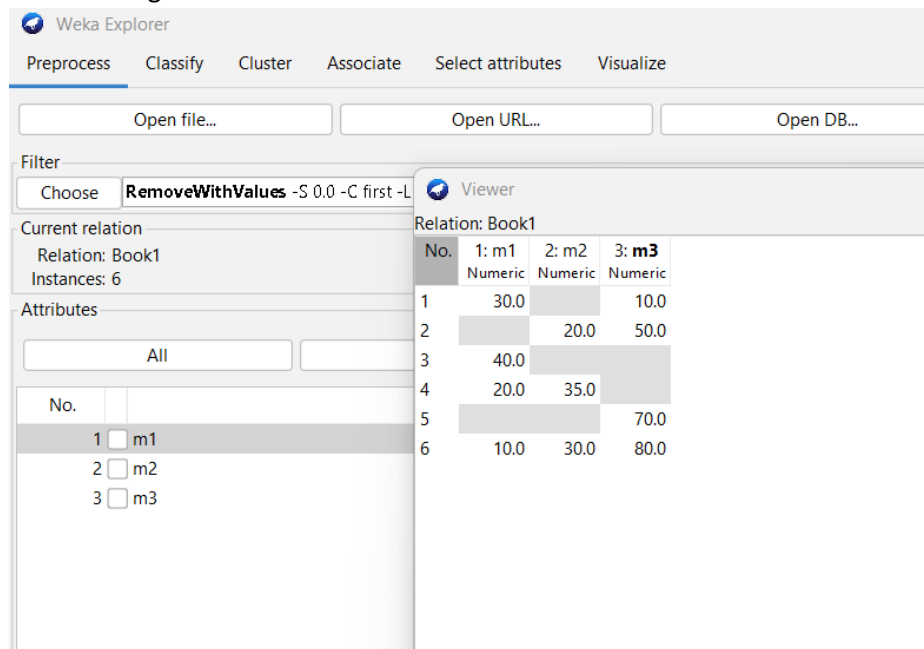 Weka Explorer
Preprocess Classify Cluster Associate Select attributes Visualize
Open file... Open URL... Open DB...
Filter
Choose RemoveWithValues -S 0.0 -C first -L
Current relation
Relation: Book1
Instances: 6
Attributes
All
No.
1 m1
2 m2
3 m3
Viewer
Relation: Book1
No. 1: m1 2: m2 3: m3
Numeric Numeric Numeric
1 30.0 10.0
2 20.0 50.0
3 40.0
4 20.0 35.0
5 70.0
6 10.0 30.0 80.0